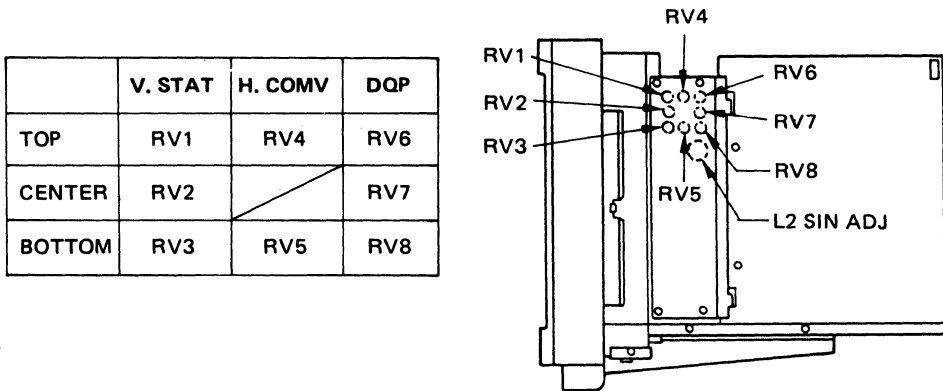 V. STAT H. COMV DQP
TOP RV1 RV4 RV6
CENTER RV2 RV7
BOTTOM RV3 RV5 RV8
RV4
RV1
RV6
RV2
RV7
RV3
RV8
RV5
L2 SIN ADJ